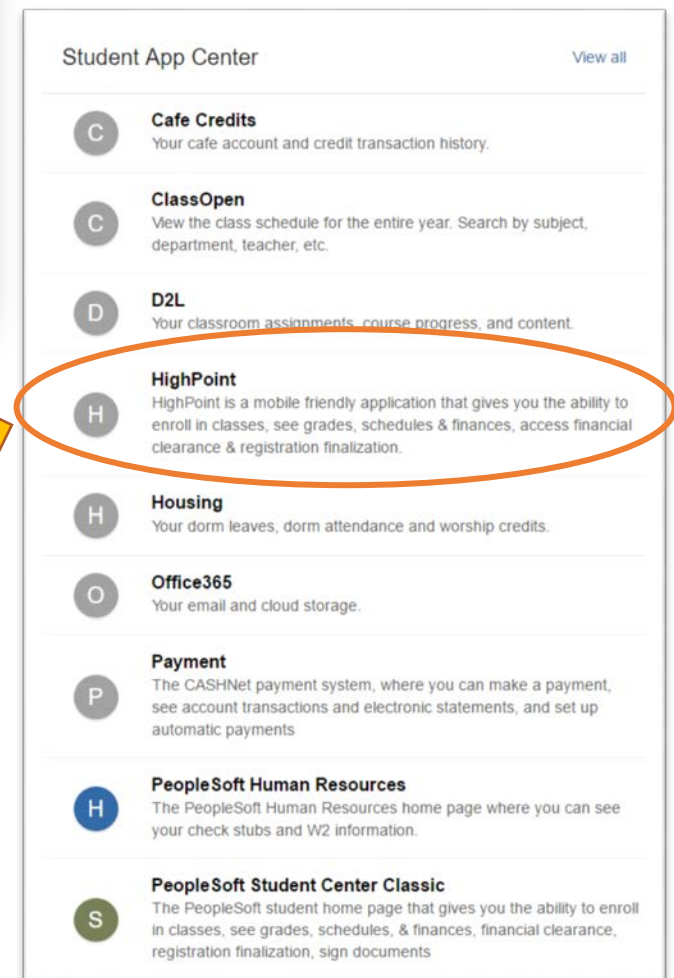 Student App Center
View all
C
Cafe Credits
Your cafe account and credit transaction history.
C
ClassOpen
View the class schedule for the entire year. Search by subject,
department, teacher, etc.
D
D2L
Your classroom assignments, course progress, and content.
H
HighPoint
HighPoint is a mobile friendly application that gives you the ability to
enroll in classes, see grades, schedules & finances, access financial
clearance & registration finalization.
H
Housing
Your dorm leaves, dorm attendance and worship credits.
O
Office365
Your email and cloud storage.
P
Payment
The CASHNet payment system, where you can make a payment,
see account transactions and electronic statements, and set up
automatic payments
H
PeopleSoft Human Resources
The PeopleSoft Human Resources home page where you can see
your check stubs and W2 information.
S
PeopleSoft Student Center Classic
The PeopleSoft student home page that gives you the ability to enroll
in classes, see grades, schedules, & finances, financial clearance,
registration finalization, sign documents